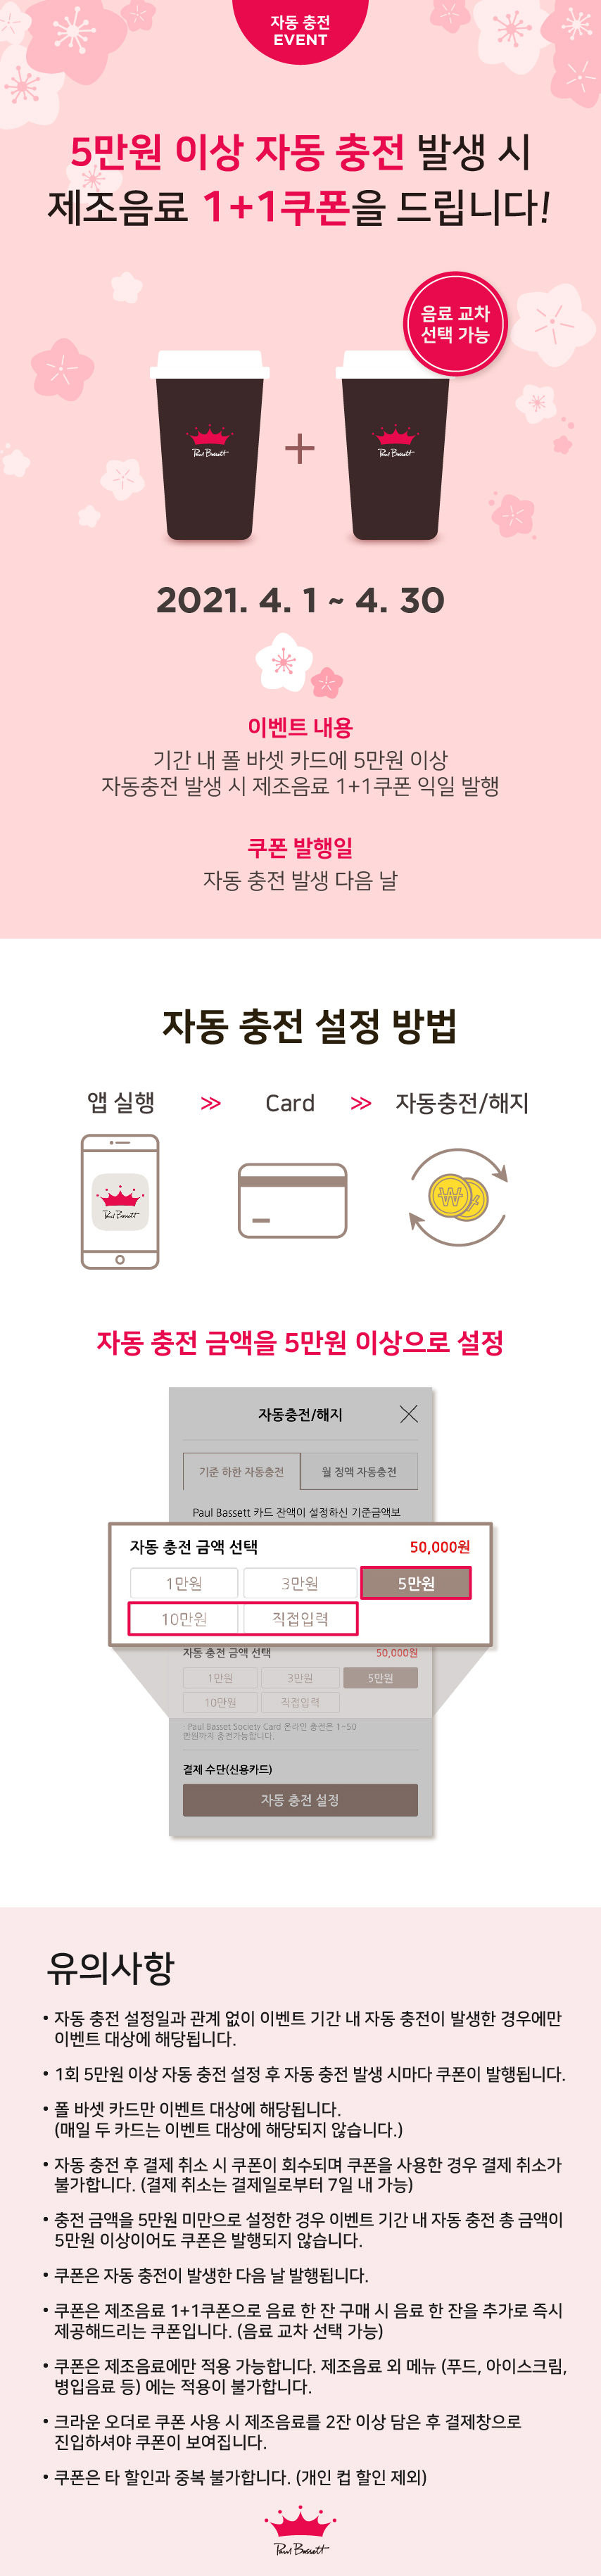 자동 충전
EVENT
5만원 이상 자동 충전 발생 시
제조음료 1+1쿠폰을 드립니다!
음료 교차
선택 가능
Paul Bassett
Paul Bassett
+
2021. 4. 1 ~ 4. 30
이벤트 내용
기간 내 폴 바셋 카드에 5만원 이상
자동충전 발생 시 제조음료 1+1쿠폰 익일 발행
쿠폰 발행일
자동 충전 발생 다음 날
자동 충전 설정 방법
앱 실행 >> Card >> 자동충전/해지
Paul Bassett
자동 충전 금액을 5만원 이상으로 설정
자동충전/해지
기준 하한 자동충전 월 정액 자동충전
Paul Bassett 카드 잔액이 설정하신 기준금액보
자동 충전 금액 선택 50,000원
1만원 3만원 5만원
10만원 직접입력
자동 충전 금액 선택 50,000원
1만원 3만원 5만원
10만원 직접입력
· Paul Basset Society Card 온라인 충전은 1~50
만원까지 충전가능합니다.
결제 수단(신용카드)
자동 충전 설정
유의사항
• 자동 충전 설정일과 관계 없이 이벤트 기간 내 자동 충전이 발생한 경우에만
이벤트 대상에 해당됩니다.
• 1회 5만원 이상 자동 충전 설정 후 자동 충전 발생 시마다 쿠폰이 발행됩니다.
• 폴 바셋 카드만 이벤트 대상에 해당됩니다.
(매일 두 카드는 이벤트 대상에 해당되지 않습니다.)
• 자동 충전 후 결제 취소 시 쿠폰이 회수되며 쿠폰을 사용한 경우 결제 취소가
불가합니다. (결제 취소는 결제일로부터 7일 내 가능)
• 충전 금액을 5만원 미만으로 설정한 경우 이벤트 기간 내 자동 충전 총 금액이
5만원 이상이어도 쿠폰은 발행되지 않습니다.
• 쿠폰은 자동 충전이 발생한 다음 날 발행됩니다.
• 쿠폰은 제조음료 1+1쿠폰으로 음료 한 잔 구매 시 음료 한 잔을 추가로 즉시
제공해드리는 쿠폰입니다. (음료 교차 선택 가능)
• 쿠폰은 제조음료에만 적용 가능합니다. 제조음료 외 메뉴 (푸드, 아이스크림,
병입음료 등) 에는 적용이 불가합니다.
• 크라운 오더로 쿠폰 사용 시 제조음료를 2잔 이상 담은 후 결제창으로
진입하셔야 쿠폰이 보여집니다.
• 쿠폰은 타 할인과 중복 불가합니다. (개인 컵 할인 제외)
Paul Bassett